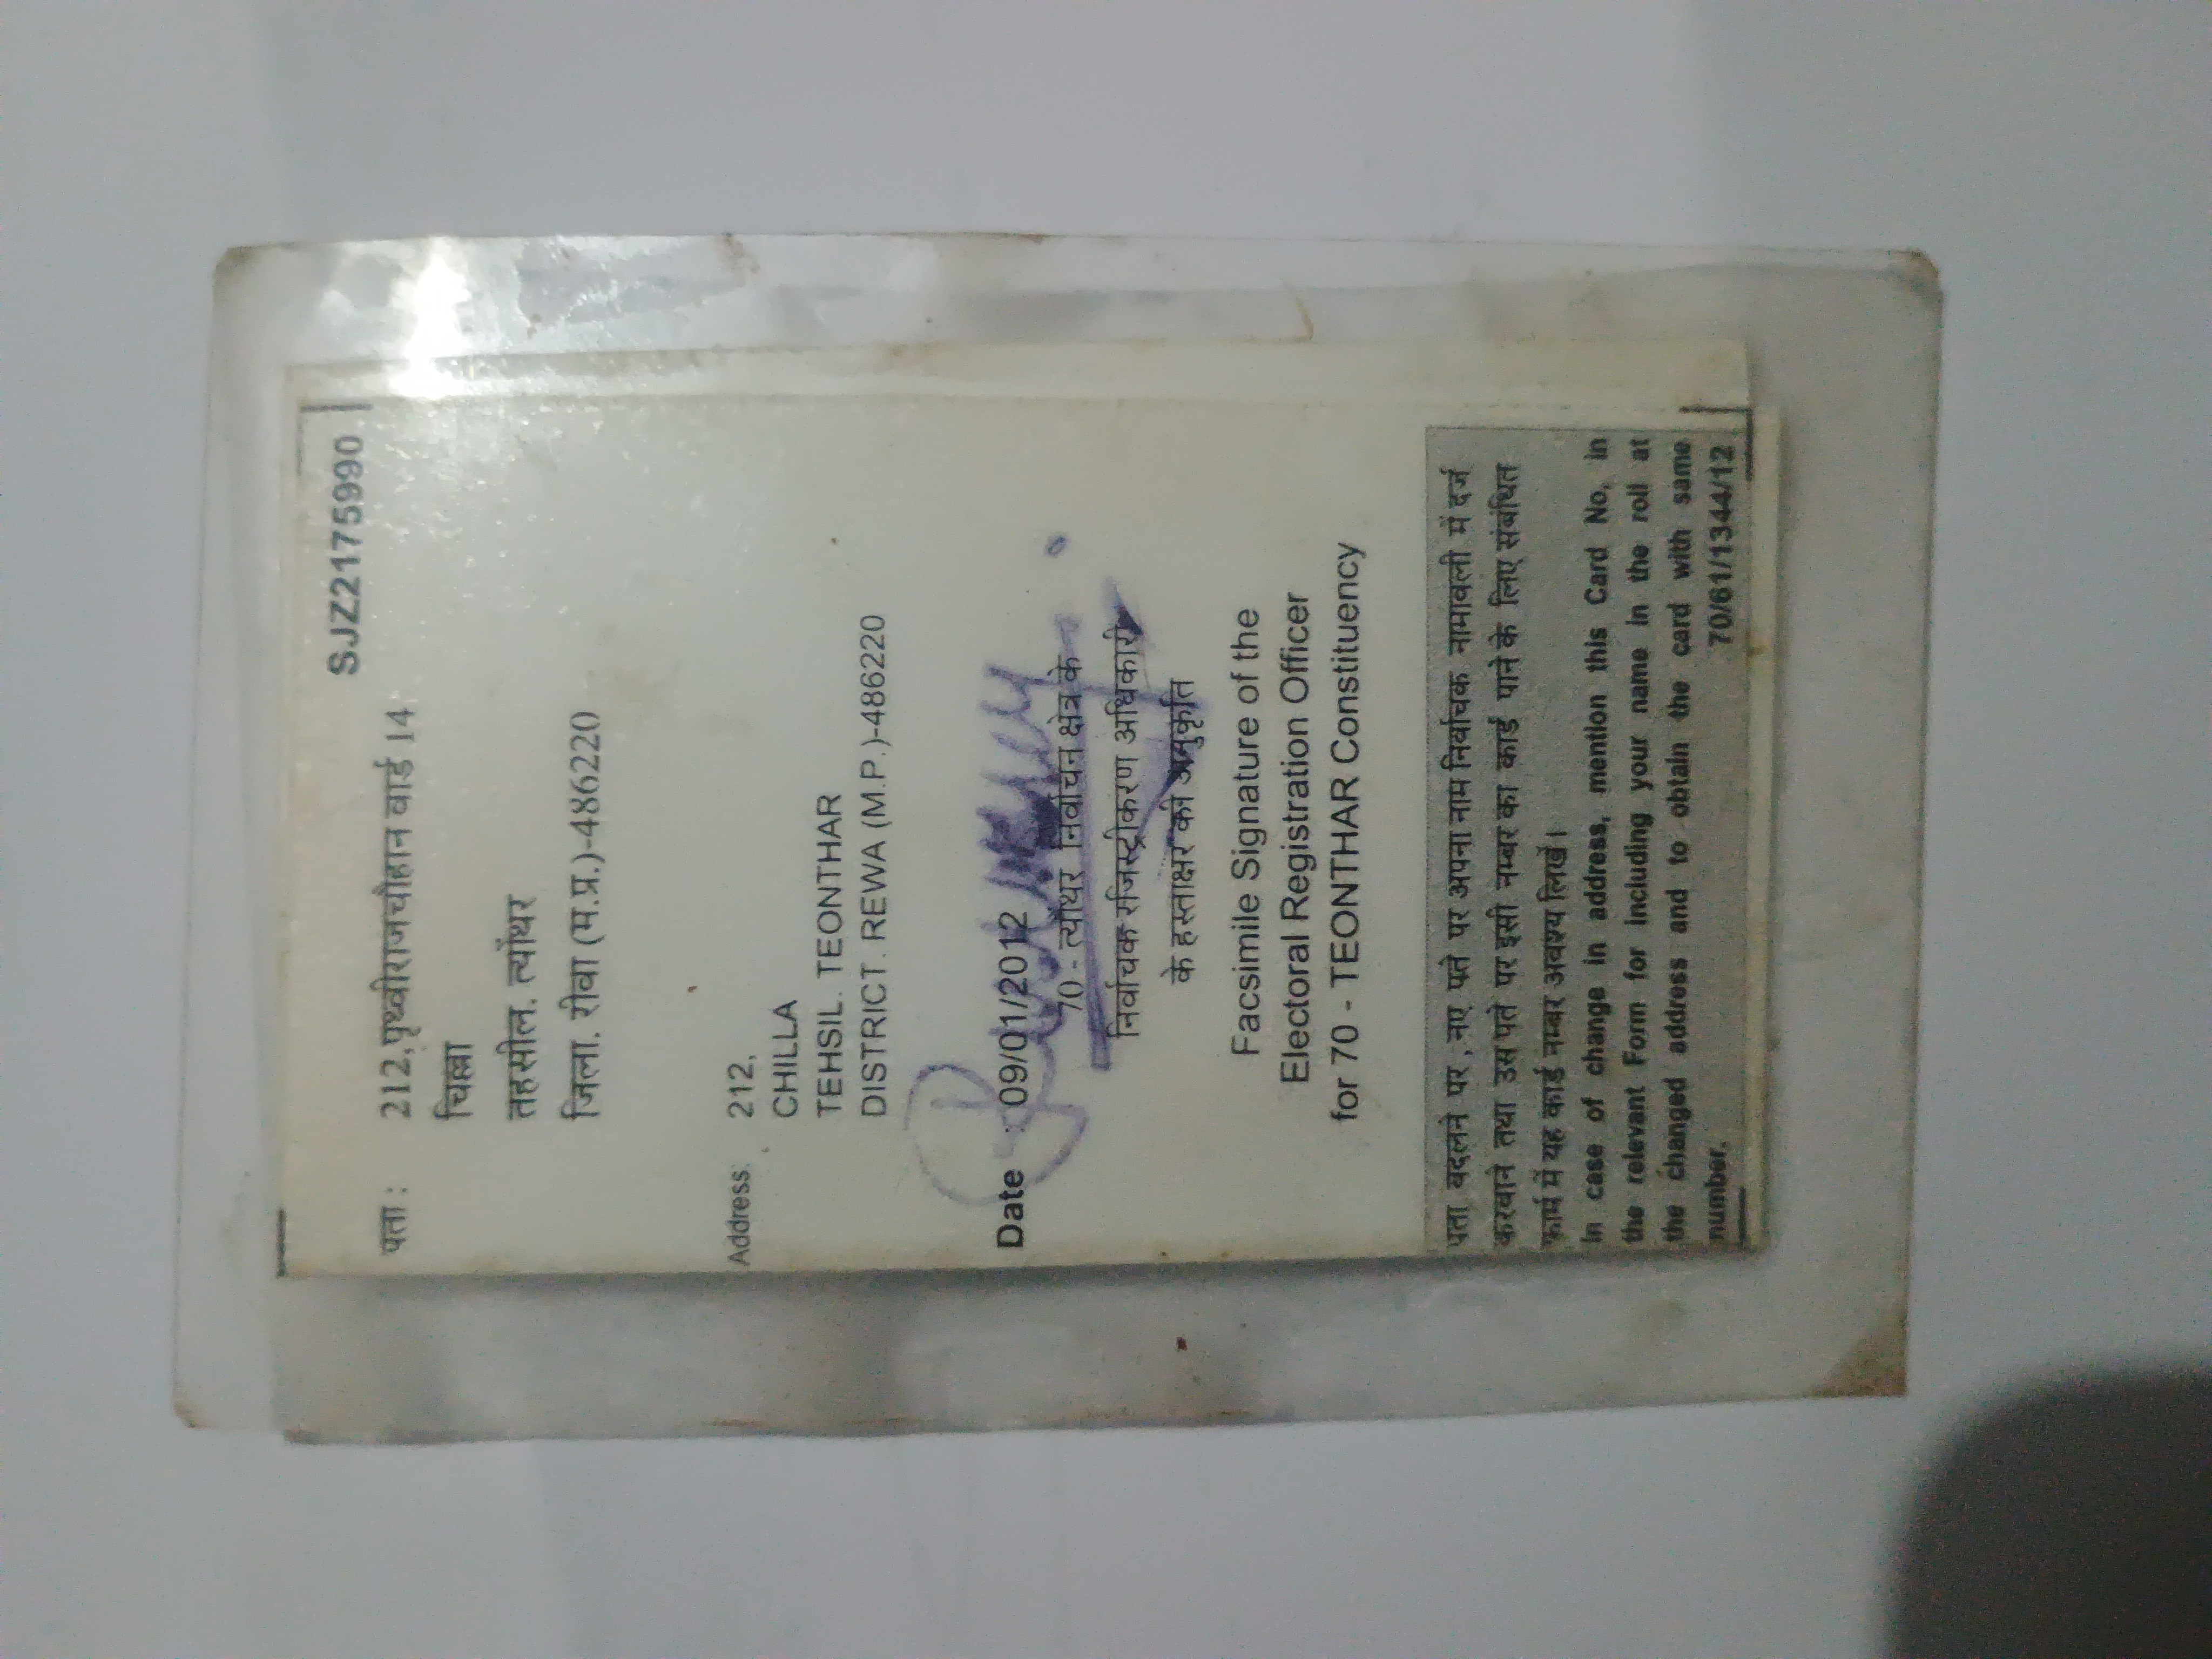 SJZ2175990
पता : 212,पृथ्वीराजचौहान वार्ड 14
चिल्ला
तहसील. त्योंथर
जिला. रीवा (म.प्र.)-486220
Address: 212,
CHILLA
TEHSIL. TEONTHAR
DISTRICT. REWA (M.P.)-486220
Date : 09/01/2012
70 - त्योंथर निर्वाचन क्षेत्र के
निर्वाचक रजिस्ट्रीकरण अधिकारी
के हस्ताक्षर की अनुकृति
Facsimile Signature of the
Electoral Registration Officer
for 70 - TEONTHAR Constituency
पता बदलने पर , नए पते पर अपना नाम निर्वाचक नामावली में दर्ज
करवाने तथा उस पते पर इसी नम्बर का कार्ड पाने के लिए संबंधित
फार्म में यह कार्ड नम्बर अवश्य लिखें।
In case of change in address, mention this Card No, in
the relevant Form for including your name in the roll at
the changed address and to obtain the card with same
number.
70/61/1344/12